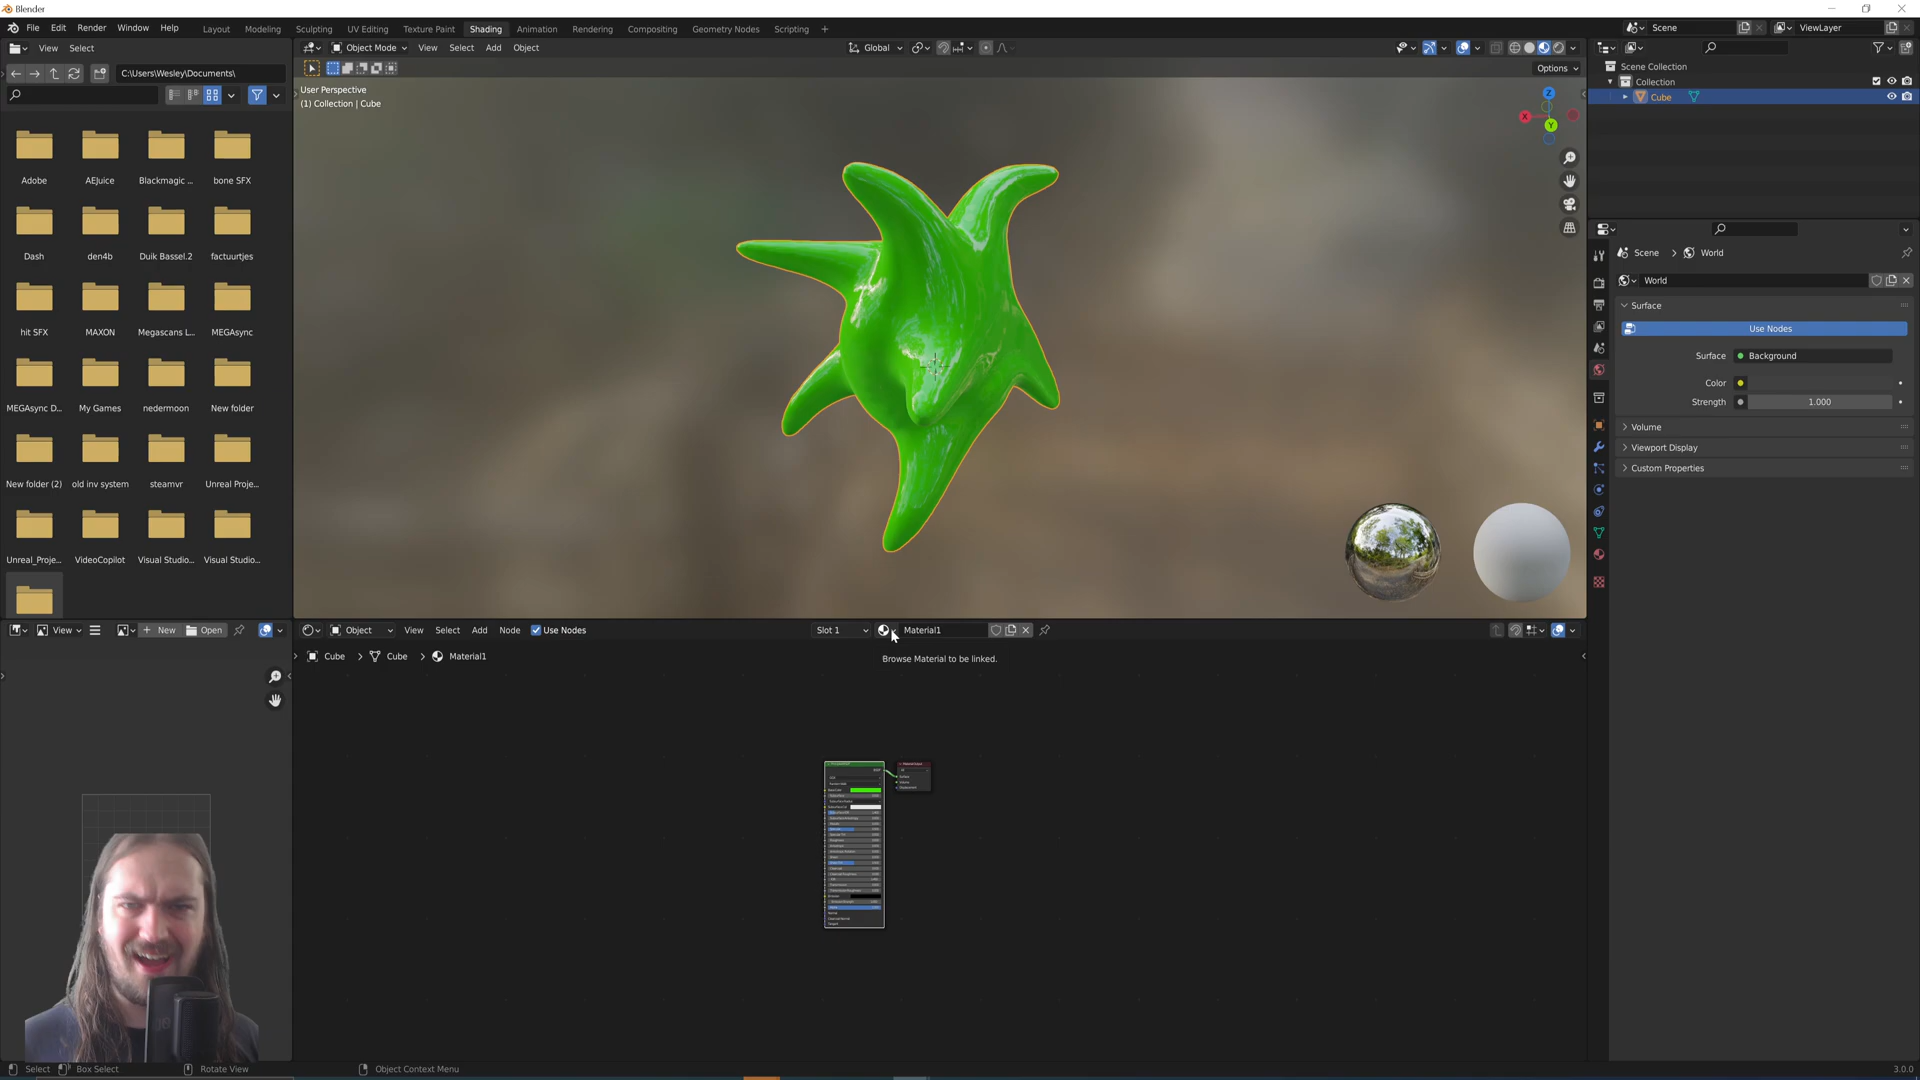 Blender
File Edit Render Window Help Layout Modeling Sculpting UV Editing Texture Paint Shading Animation Rendering Compositing Geometry Nodes Scripting + Scene ViewLayer
View Select
Object Mode View Select Add Object Global
C:\Users\Wesley\Documents\
Options
User Perspective
(1) Collection | Cube
Scene Collection
Collection
Cube
X
Y
Z
Adobe AEJuice Blackmagic ... bone SFX
Dash den4b Duik Bassel.2 factuurtjes
hit SFX MAXON Megascans L... MEGAsync
MEGAsync D... My Games nedermoon New folder
New folder (2) old inv system steamvr Unreal Proje...
Unreal_Proje... VideoCopilot Visual Studio... Visual Studio...
Scene > World
World
Surface
Use Nodes
Surface Background
Color
Strength 1.000
Volume
Viewport Display
Custom Properties
View New Open
Object View Select Add Node Use Nodes Slot 1 Material1
Cube > Cube > Material1
Browse Material to be linked.
Select Box Select Rotate View Object Context Menu 3.0.0